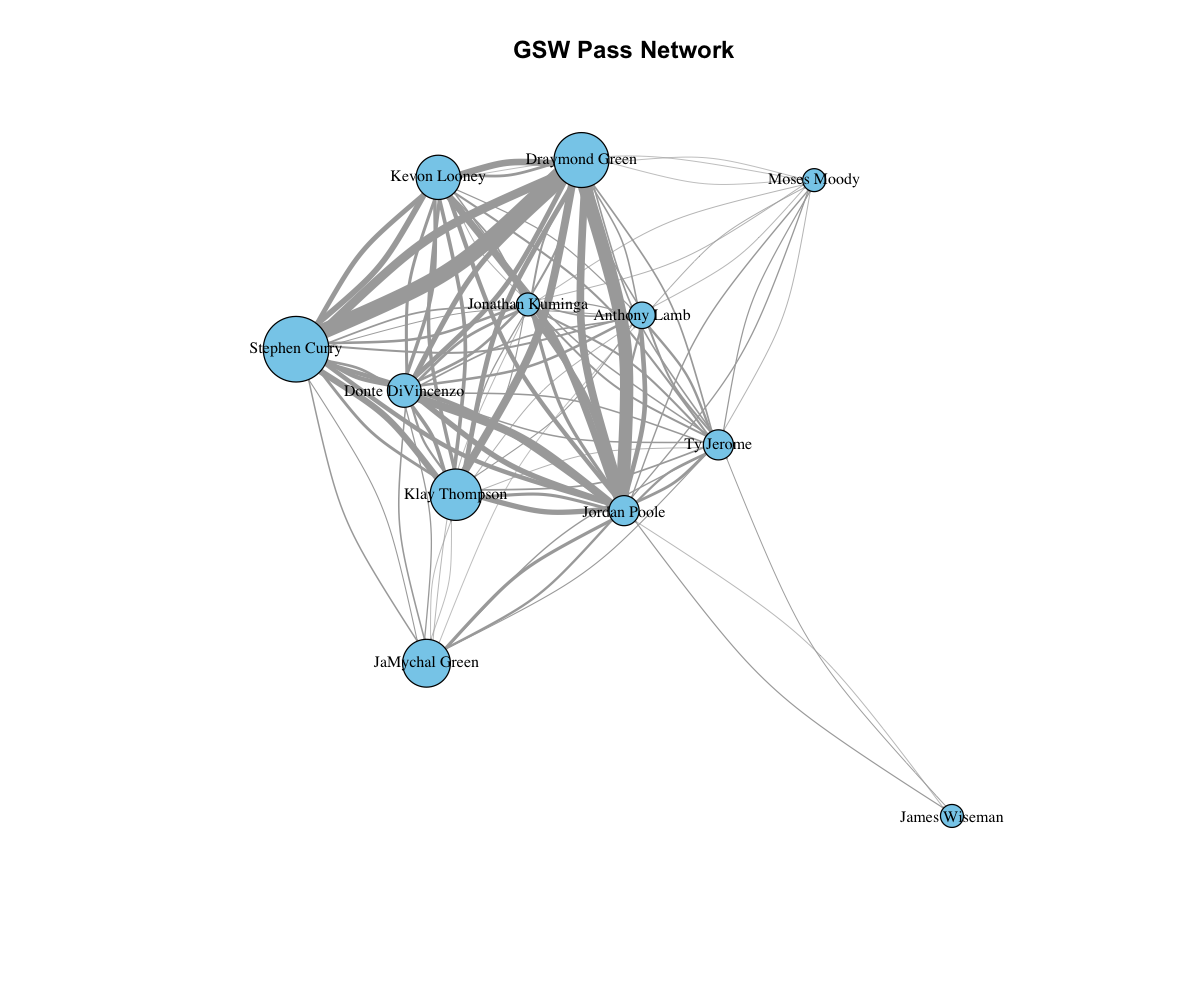 GSW Pass Network
Draymond Green
Kevon Looney
Moses Moody
Jonathan Kuminga
Anthony Lamb
Stephen Curry
Donte DiVincenzo
Ty Jerome
Klay Thompson
Jordan Poole
JaMychal Green
James Wiseman